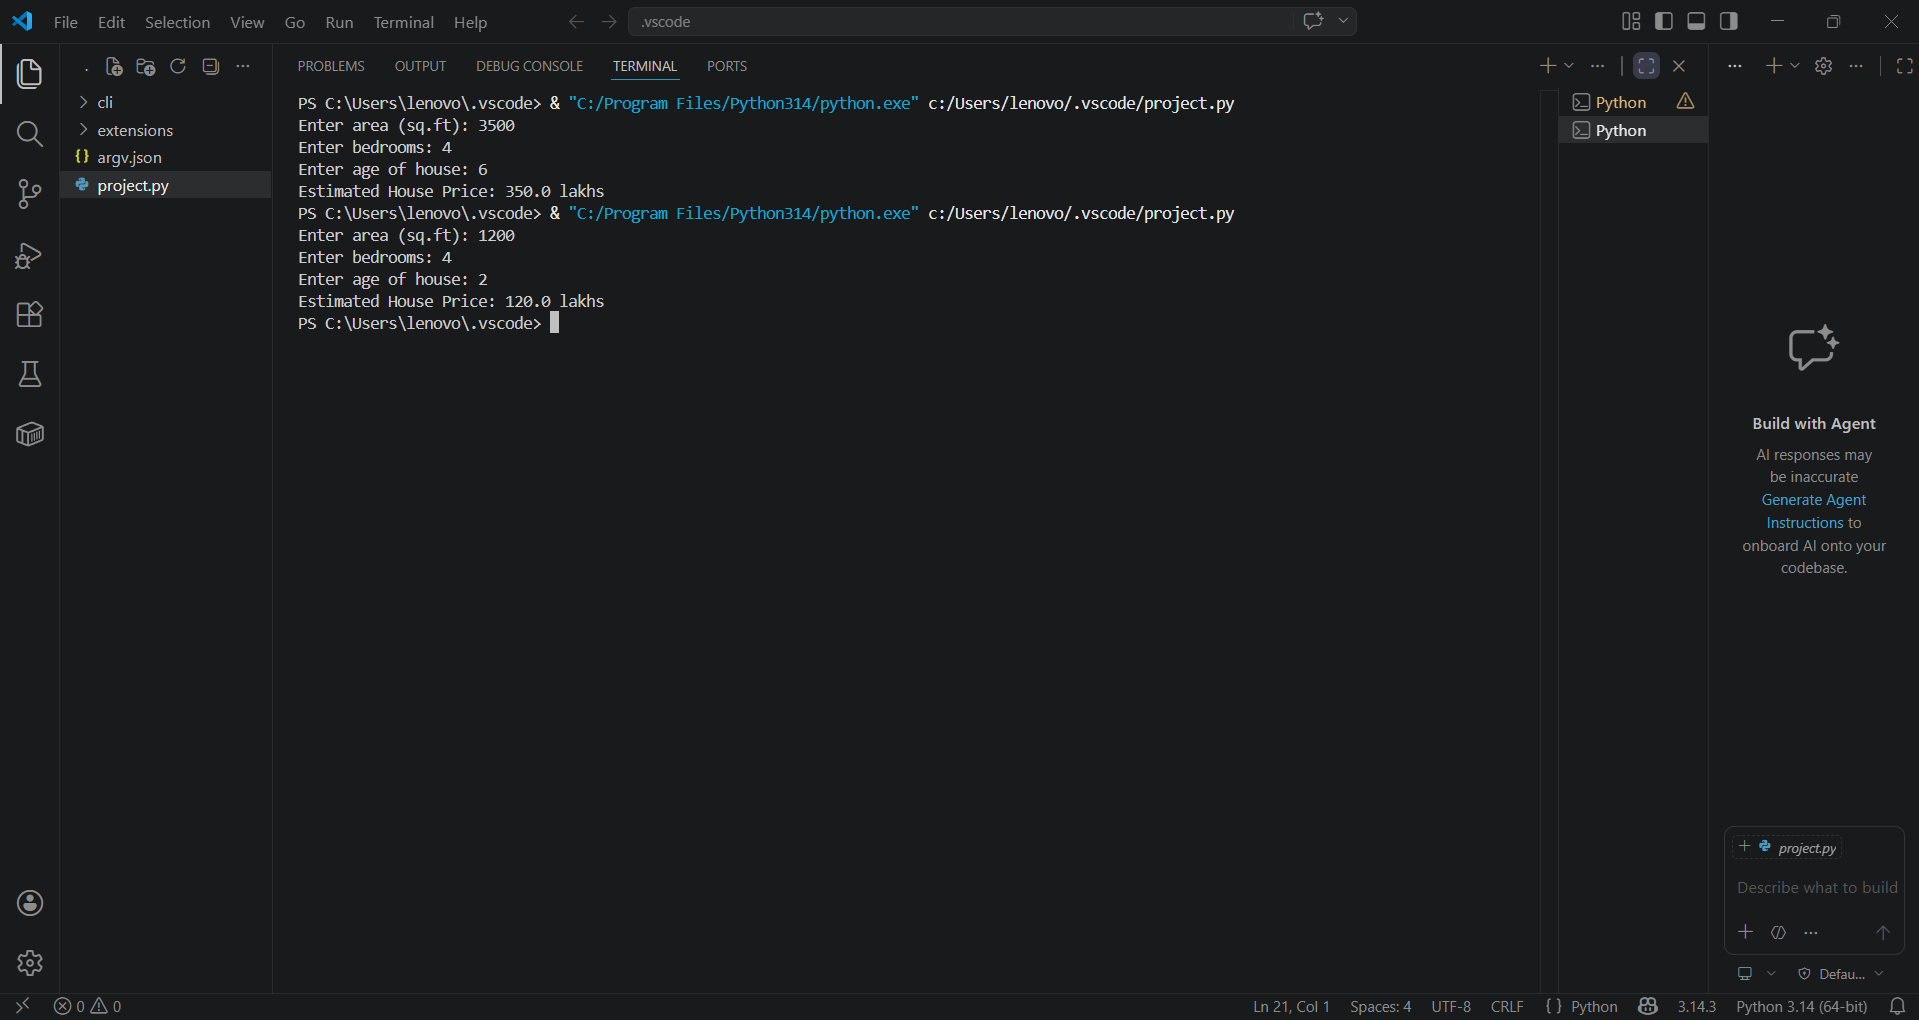 File Edit Selection View Go Run Terminal Help
.vscode
cli
extensions
{} argv.json
project.py
PROBLEMS OUTPUT DEBUG CONSOLE TERMINAL PORTS
PS C:\Users\lenovo\.vscode> & "C:/Program Files/Python314/python.exe" c:/Users/lenovo/.vscode/project.py
Enter area (sq.ft): 3500
Enter bedrooms: 4
Enter age of house: 6
Estimated House Price: 350.0 lakhs
PS C:\Users\lenovo\.vscode> & "C:/Program Files/Python314/python.exe" c:/Users/lenovo/.vscode/project.py
Enter area (sq.ft): 1200
Enter bedrooms: 4
Enter age of house: 2
Estimated House Price: 120.0 lakhs
PS C:\Users\lenovo\.vscode>
Python
Python
Build with Agent
AI responses may
be inaccurate
Generate Agent
Instructions to
onboard AI onto your
codebase.
project.py
Describe what to build
Defau...
0 0
Ln 21, Col 1 Spaces: 4 UTF-8 CRLF {} Python 3.14.3 Python 3.14 (64-bit)